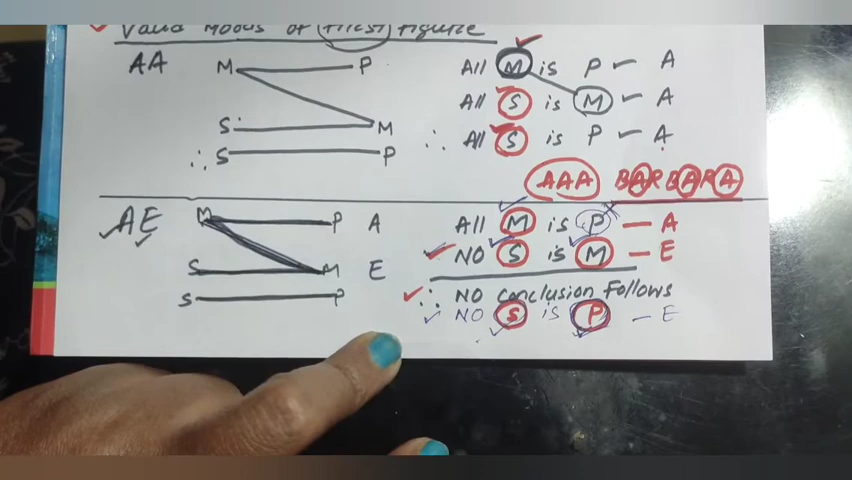 Valid Moods of First figure
AA M P All M is P A
S M All S is M A
∴ S P ∴ All S is P A
AAA BARBARA
AE M P A All M is P — A
S M E NO S is M — E
S P ∴ NO conclusion Follows
NO S is P — E